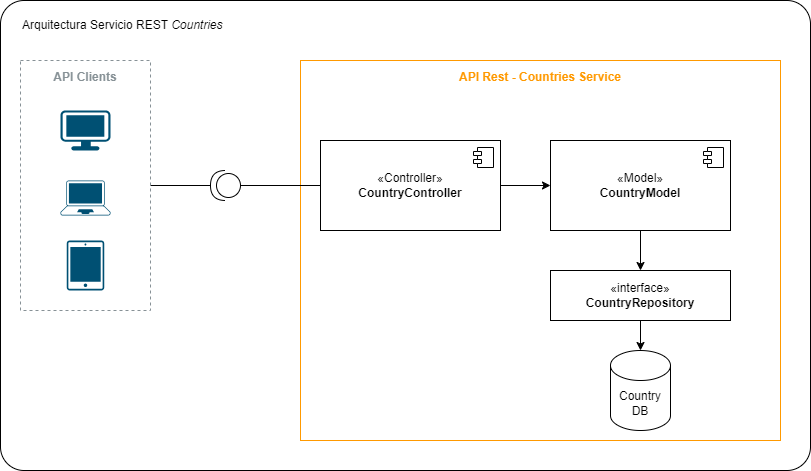 Arquitectura Servicio REST Countries
API Clients
API Rest - Countries Service
«Controller»
CountryController
«Model»
CountryModel
«interface»
CountryRepository
Country
DB